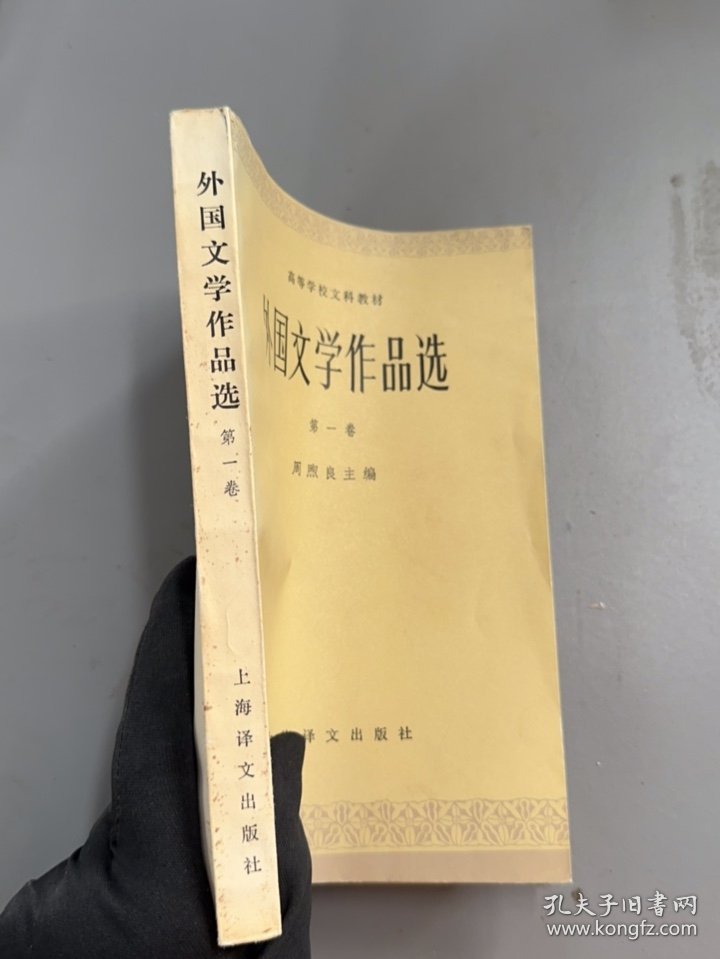 外国文学作品选
第一卷
上海译文出版社
高等学校文科教材
外国文学作品选
第一卷
周煦良主编
译文出版社
孔夫子旧书网
www.kongfz.com